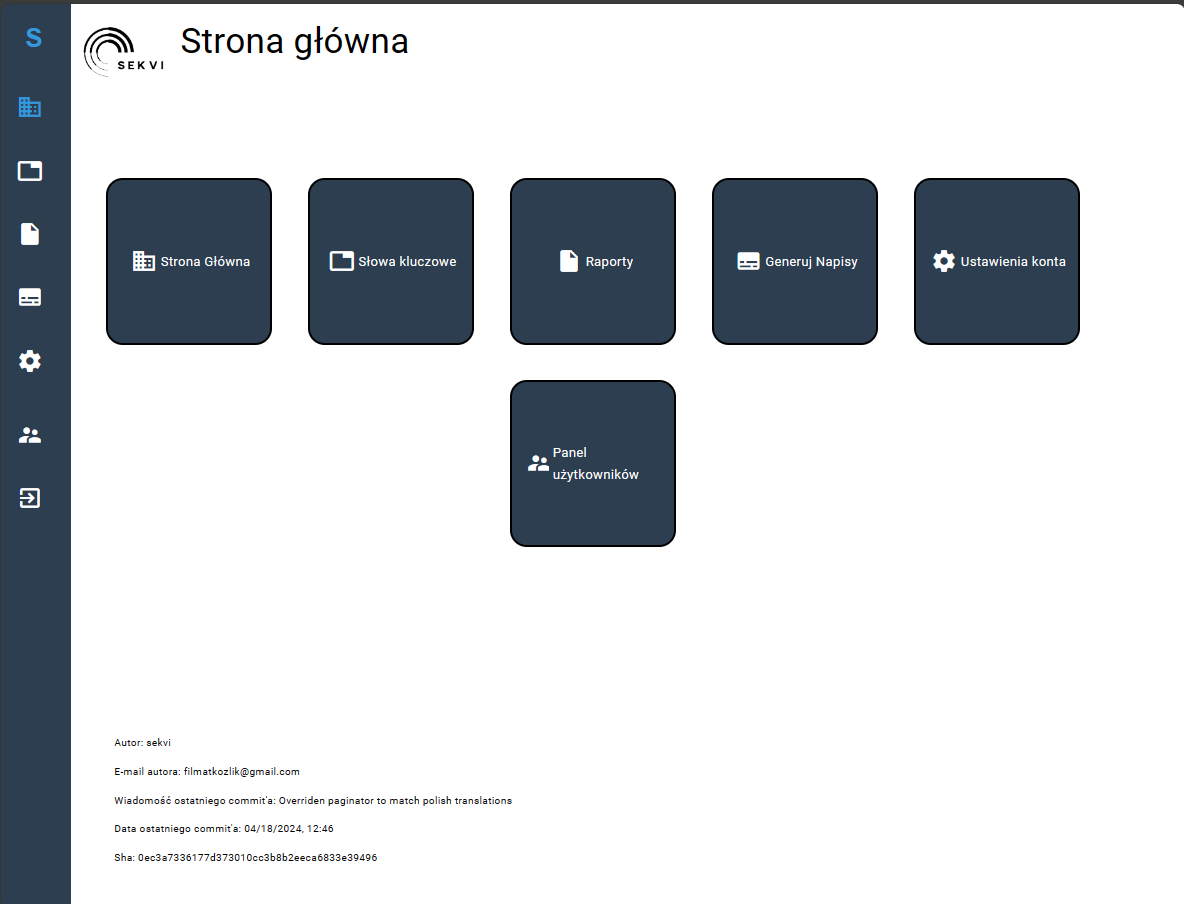 S
SEKVI
Strona główna
Strona Główna
Słowa kluczowe
Raporty
Generuj Napisy
Ustawienia konta
Panel
użytkowników
Autor: sekvi
E-mail autora: filmatkozlik@gmail.com
Wiadomość ostatniego commit'a: Overriden paginator to match polish translations
Data ostatniego commit'a: 04/18/2024, 12:46
Sha: 0ec3a7336177d373010cc3b8b2eeca6833e39496